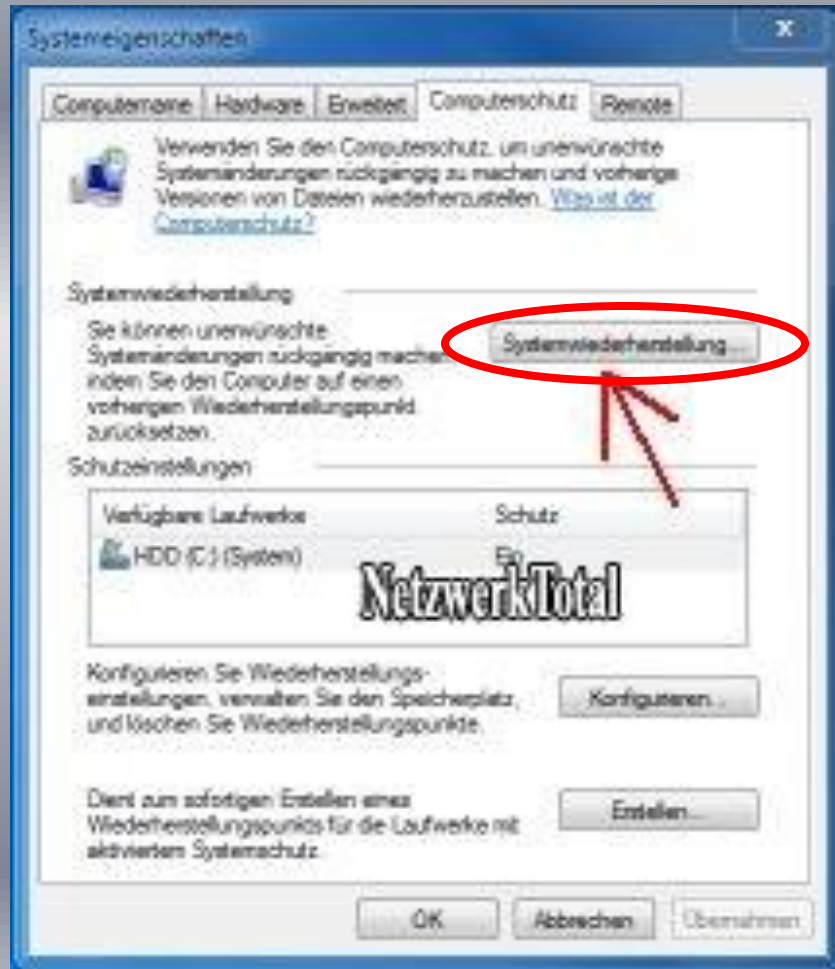 Systemeigenschaften
x
Computername Hardware Erweitert Computerschutz Remote
Verwenden Sie den Computerschutz, um unerwünschte
Systemänderungen rückgängig zu machen und vorherige
Versionen von Dateien wiederherzustellen. Was ist der
Computerschutz?
Systemwiederherstellung
Sie können unerwünschte
Systemänderungen rückgängig machen
indem Sie den Computer auf einen
vorherigen Wiederherstellungspunkt
zurücksetzen.
Systemwiederherstellung...
Schutzeinstellungen
Verfügbare Laufwerke Schutz
HDD (C:) (System) Ein
NetzwerkTotal
Konfigurieren Sie Wiederherstellungs-
einstellungen, verwalten Sie den Speicherplatz,
und löschen Sie Wiederherstellungspunkte.
Konfigurieren...
Dient zum sofortigen Erstellen eines
Wiederherstellungspunkts für die Laufwerke mit
aktiviertem Systemschutz.
Erstellen...
OK Abbrechen Übernehmen